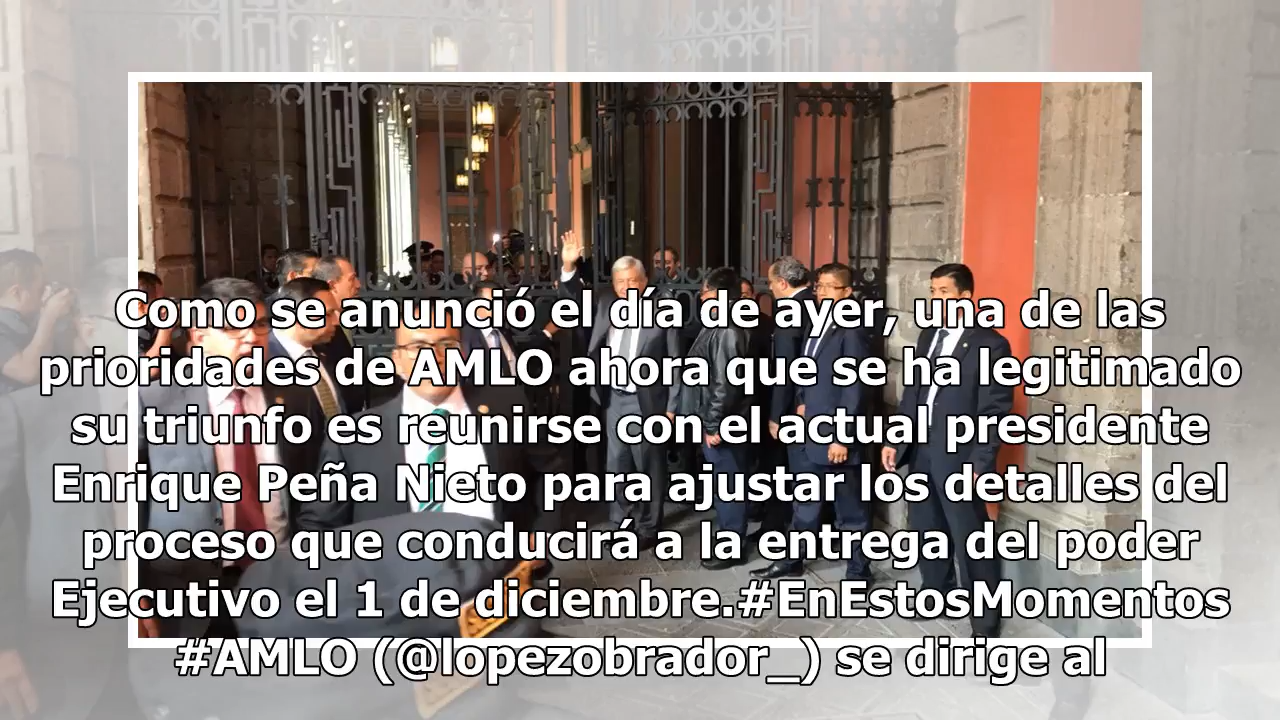 Como se anunció el día de ayer, una de las
prioridades de AMLO ahora que se ha legitimado
su triunfo es reunirse con el actual presidente
Enrique Peña Nieto para ajustar los detalles del
proceso que conducirá a la entrega del poder
Ejecutivo el 1 de diciembre.#EnEstosMomentos
#AMLO (@lopezobrador_) se dirige al